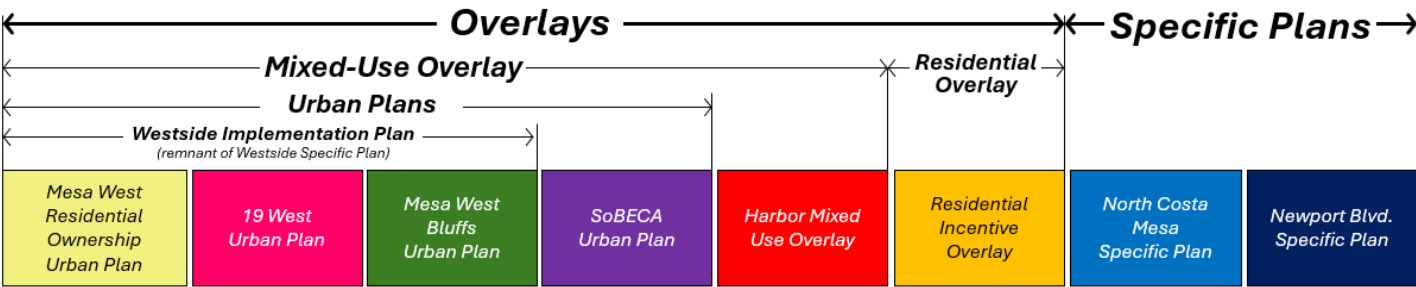 Overlays
Specific Plans
Mixed-Use Overlay
Residential
Overlay
Urban Plans
Westside Implementation Plan
(remnant of Westside Specific Plan)
Mesa West
Residential
Ownership
Urban Plan
19 West
Urban Plan
Mesa West
Bluffs
Urban Plan
SoBECA
Urban Plan
Harbor Mixed
Use Overlay
Residential
Incentive
Overlay
North Costa
Mesa
Specific Plan
Newport Blvd.
Specific Plan